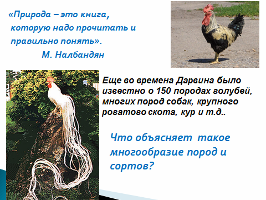 «Природа – это книга,
которую надо прочитать и
правильно понять».
М. Налбандян
Еще во времена Дарвина было
известно о 150 породах голубей,
многих пород собак, крупного
рогатого скота, кур и т.д..
Что объясняет такое
многообразие пород и
сортов?